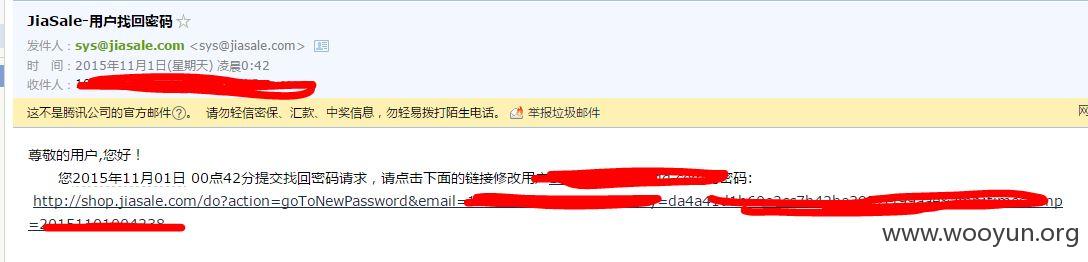 JiaSale-用户找回密码☆
发件人：sys@jiasale.com <sys@jiasale.com>
时 间：2015年11月1日(星期天) 凌晨0:42
收件人：
这不是腾讯公司的官方邮件?。 请勿轻信密保、汇款、中奖信息，勿轻易拨打陌生电话。 举报垃圾邮件 网
尊敬的用户,您好！
您2015年11月01日 00点42分提交找回密码请求，请点击下面的链接修改用户 密码:
http://shop.jiasale.com/do?action=goToNewPassword&email= =da4a4
www.wooyun.org